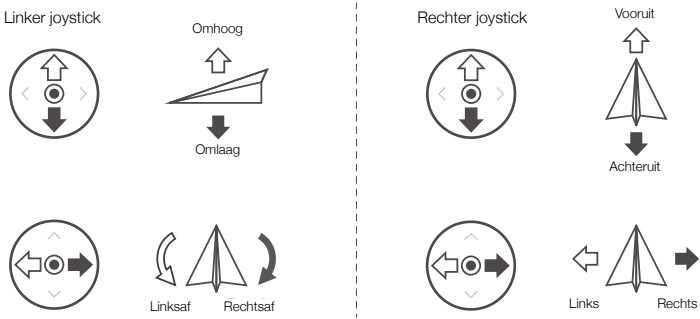 Linker joystick
Omhoog
Omlaag
Linksaf
Rechtsaf
Rechter joystick
Vooruit
Achteruit
Links
Rechts